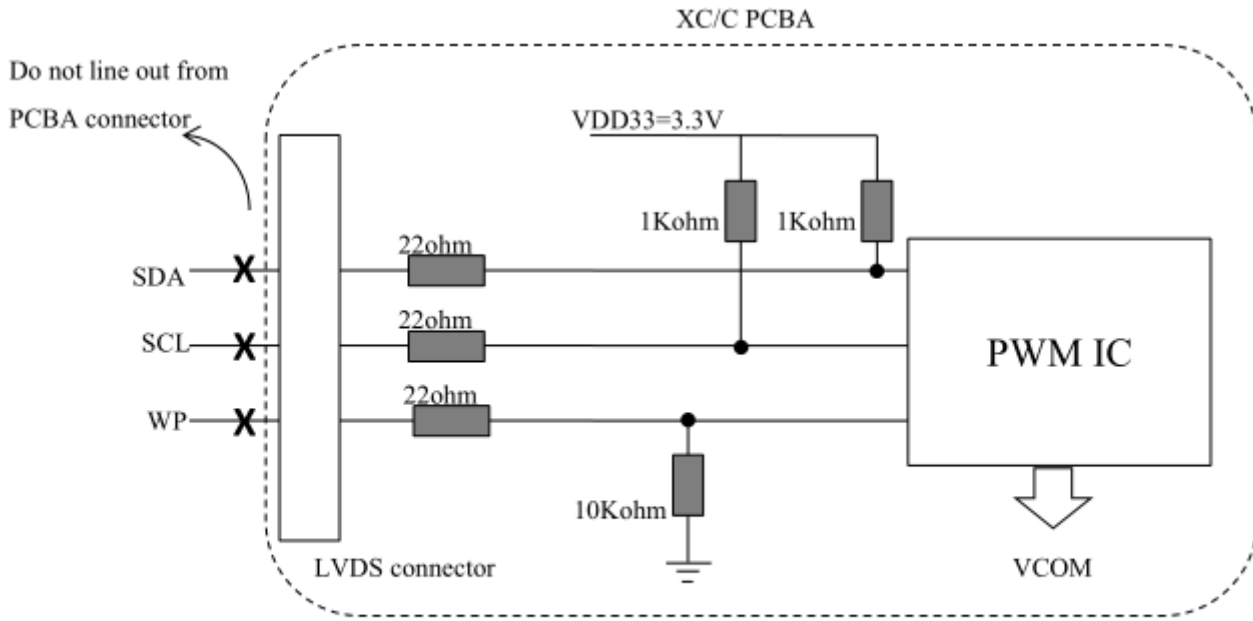 XC/C PCBA
Do not line out from
PCBA connector
VDD33=3.3V
1Kohm
1Kohm
22ohm
SDA
X
22ohm
SCL
X
PWM IC
22ohm
WP
X
10Kohm
LVDS connector
VCOM